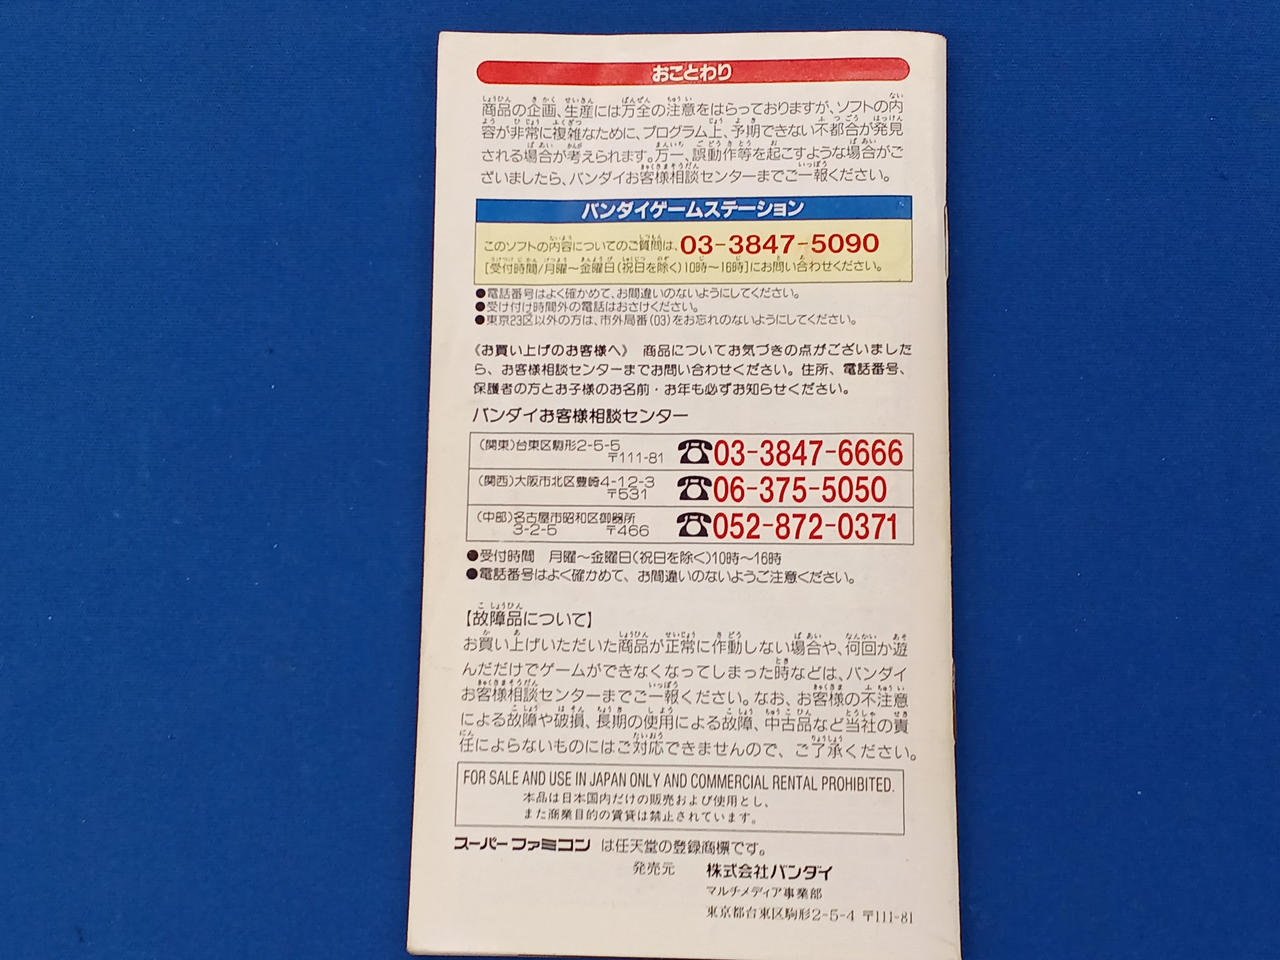 おことわり
商品の企画、生産には万全の注意をはらっておりますが、ソフトの内
容が非常に複雑なために、プログラム上、予期できない不都合が発見
される場合が考えられます。万一、誤動作等を起こすような場合がご
ざいましたら、バンダイお客様相談センターまでご一報ください。
バンダイゲームステーション
このソフトの内容についてのご質問は、03-3847-5090
[受付時間/月曜〜金曜日(祝日を除く)10時〜16時]にお問い合わせください。
●電話番号はよく確かめて、お間違いのないようにしてください。
●受け付け時間外の電話はおさけください。
●東京23区以外の方は、市外局番(03)をお忘れのないようにしてください。
《お買い上げのお客様へ》 商品についてお気づきの点がございました
ら、お客様相談センターまでお問い合わせください。住所、電話番号、
保護者の方とお子様のお名前・お年も必ずお知らせください。
バンダイお客様相談センター
(関東)台東区駒形2-5-5
〒111-81 ☎03-3847-6666
(関西)大阪市北区豊崎4-12-3
〒531 ☎06-375-5050
(中部)名古屋市昭和区御器所
3-2-5 〒466 ☎052-872-0371
●受付時間 月曜〜金曜日(祝日を除く)10時〜16時
●電話番号はよく確かめて、お間違いのないようご注意ください。
【故障品について】
お買い上げいただいた商品が正常に作動しない場合や、何回か遊
んだだけでゲームができなくなってしまった時などは、バンダイ
お客様相談センターまでご一報ください。なお、お客様の不注意
による故障や破損、長期の使用による故障、中古品など当社の責
任によらないものにはご対応できませんので、ご了承ください。
FOR SALE AND USE IN JAPAN ONLY AND COMMERCIAL RENTAL PROHIBITED.
本品は日本国内だけの販売および使用とし、
また商業目的の賃貸は禁止されています。
スーパーファミコン は任天堂の登録商標です。
発売元 株式会社バンダイ
マルチメディア事業部
東京都台東区駒形2-5-4 〒111-81